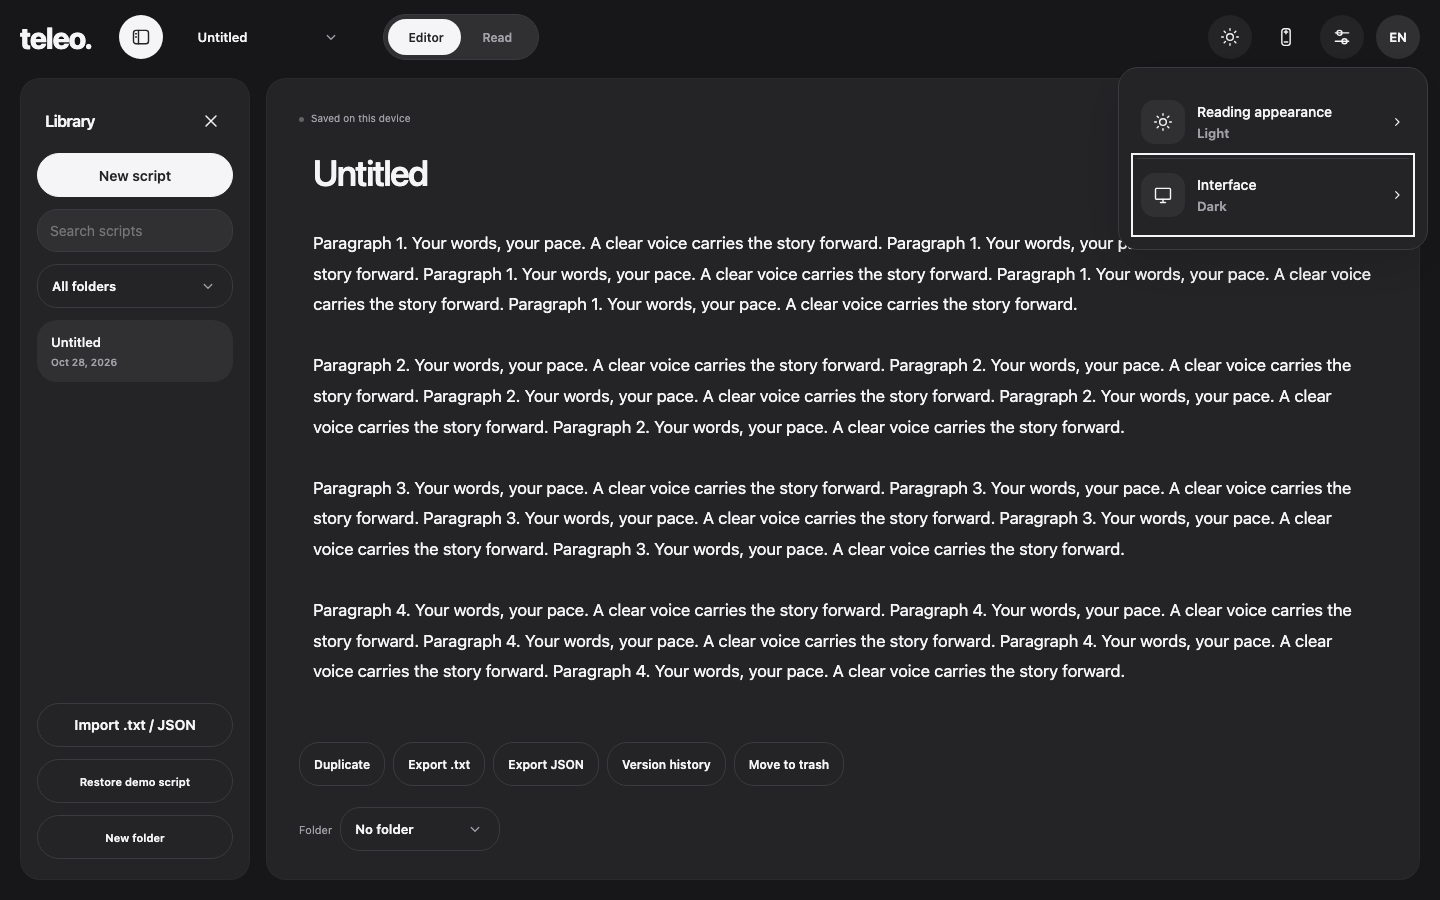 teleo.
Untitled
Editor
Read
EN
Library
New script
Search scripts
All folders
Untitled
Oct 28, 2026
Import .txt / JSON
Restore demo script
New folder
Saved on this device
Untitled
Paragraph 1. Your words, your pace. A clear voice carries the story forward. Paragraph 1. Your words, your
story forward. Paragraph 1. Your words, your pace. A clear voice carries the story forward. Paragraph 1. Your words, your pace. A clear voice
carries the story forward. Paragraph 1. Your words, your pace. A clear voice carries the story forward.
Paragraph 2. Your words, your pace. A clear voice carries the story forward. Paragraph 2. Your words, your pace. A clear voice carries the
story forward. Paragraph 2. Your words, your pace. A clear voice carries the story forward. Paragraph 2. Your words, your pace. A clear
voice carries the story forward. Paragraph 2. Your words, your pace. A clear voice carries the story forward.
Paragraph 3. Your words, your pace. A clear voice carries the story forward. Paragraph 3. Your words, your pace. A clear voice carries the
story forward. Paragraph 3. Your words, your pace. A clear voice carries the story forward. Paragraph 3. Your words, your pace. A clear
voice carries the story forward. Paragraph 3. Your words, your pace. A clear voice carries the story forward.
Paragraph 4. Your words, your pace. A clear voice carries the story forward. Paragraph 4. Your words, your pace. A clear voice carries the
story forward. Paragraph 4. Your words, your pace. A clear voice carries the story forward. Paragraph 4. Your words, your pace. A clear
voice carries the story forward. Paragraph 4. Your words, your pace. A clear voice carries the story forward.
Duplicate
Export .txt
Export JSON
Version history
Move to trash
Folder
No folder
Reading appearance
Light
Interface
Dark